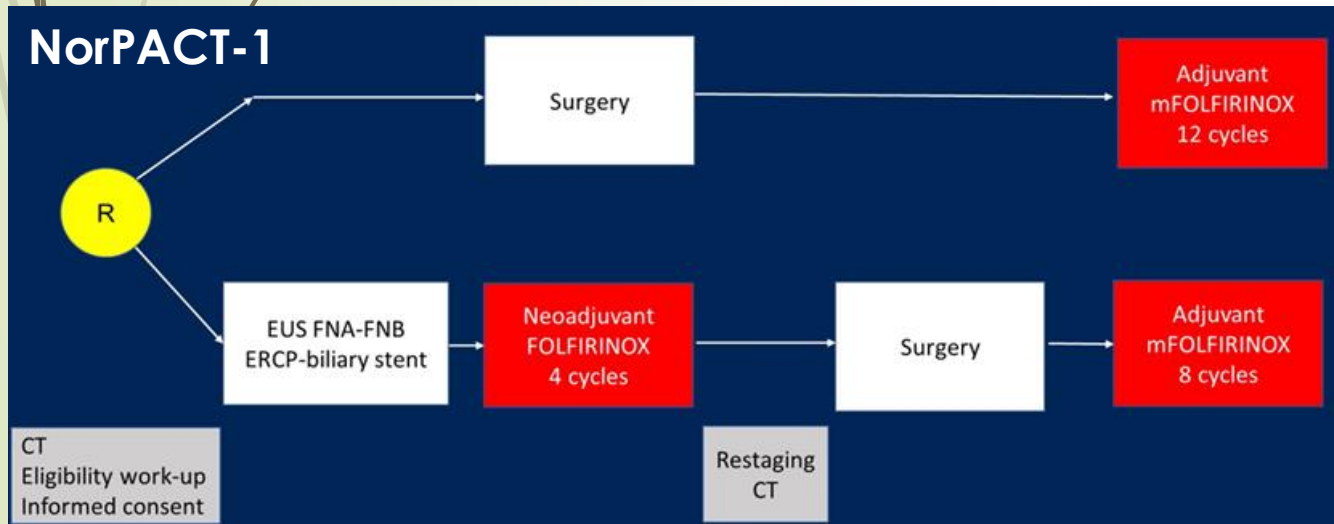 NorPACT-1
Surgery
Adjuvant
mFOLFIRINOX
12 cycles
R
EUS FNA-FNB
ERCP-biliary stent
Neoadjuvant
FOLFIRINOX
4 cycles
Surgery
Adjuvant
mFOLFIRINOX
8 cycles
CT
Eligibility work-up
Informed consent
Restaging
CT